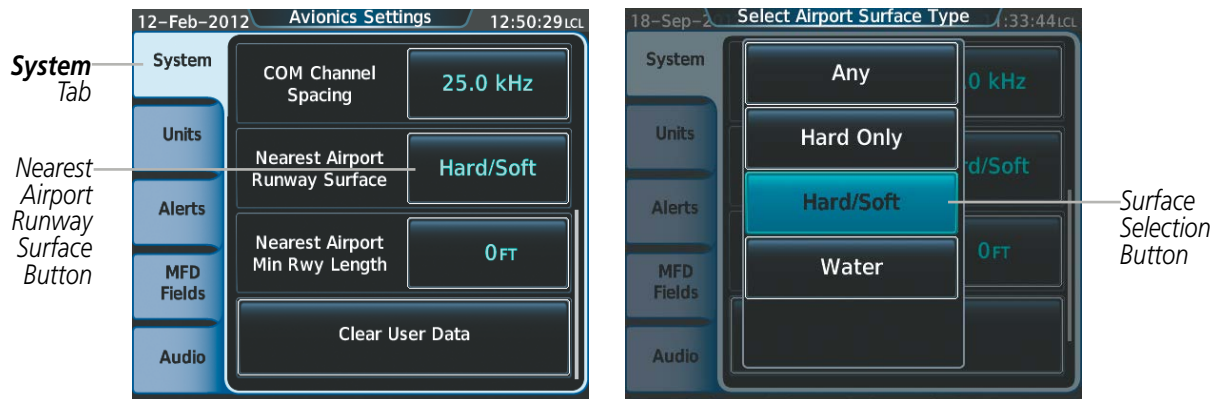 12-Feb-2012 Avionics Settings 12:50:29LCL
System
Tab
System
COM Channel
Spacing
25.0 kHz
Units
Nearest
Airport
Runway
Surface
Button
Nearest Airport
Runway Surface
Hard/Soft
Alerts
Nearest Airport
Min Rwy Length
0FT
MFD
Fields
Clear User Data
Audio
18-Sep-2 Select Airport Surface Type 1:33:44LCL
System
Any
.0 kHz
Units
Hard Only
rd/Soft
Alerts
Hard/Soft
Surface
Selection
Button
0FT
MFD
Fields
Water
Audio